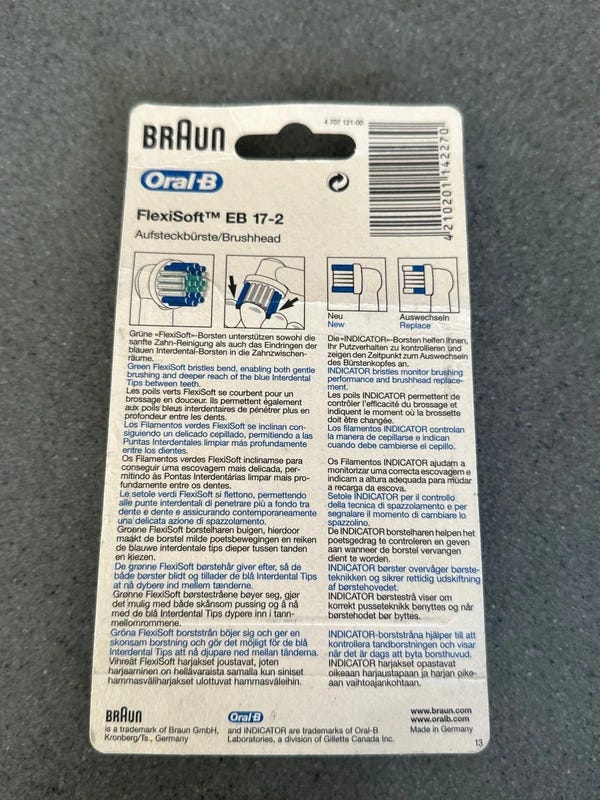 BRAUN
4 707 121-00
4210201142270
Oral-B
FlexiSoft™ EB 17-2
Aufsteckbürste/Brushhead
Neu
New
Auswechseln
Replace
Grüne «FlexiSoft»-Borsten unterstützen sowohl die
sanfte Zahn-Reinigung als auch das Eindringen der
blauen Interdental-Borsten in die Zahnzwischen-
räume.
Green FlexiSoft bristles bend, enabling both gentle
brushing and deeper reach of the blue Interdental
Tips between teeth.
Les poils verts FlexiSoft se courbent pour un
brossage en douceur. Ils permettent également
aux poils bleus interdentaires de pénétrer plus en
profondeur entre les dents.
Los Filamentos verdes FlexiSoft se inclinan con-
siguiendo un delicado cepillado, permitiendo a las
Puntas Interdentales limpiar más profundamente
entre los dientes.
Os Filamentos verdes FlexiSoft inclinamse para
conseguir uma escovagem mais delicada, per-
mitindo às Pontas Interdentárias limpar mais pro-
fundamente entre os dentes.
Le setole verdi FlexiSoft si flettono, permettendo
alle punte interdentali di penetrare più a fondo tra
dente e dente e assicurando contemporaneamente
una delicata azione di spazzolamento.
Groene FlexiSoft borstelharen buigen, hierdoor
maakt de borstel milde poetsbewegingen en reiken
de blauwe interdentale tips dieper tussen tanden
en kiezen.
De grønne FlexiSoft børstehår giver efter, så de
både børster blidt og tillader de blå Interdental Tips
at nå dybere ind mellem tænderne.
Grønne FlexiSoft børstestråene bøyer seg, gjør
det mulig med både skånsom pussing og å nå
med de blå Interdental Tips dypere inn i tann-
mellomrommene.
Gröna FlexiSoft borststrån böjer sig och ger en
skonsam borstning och gör det möjligt för de blå
Interdental Tips att nå djupare ned mellan tänderna.
Vihreät FlexiSoft harjakset joustavat, joten
harjaaminen on hellävaraista samalla kun siniset
hammasväliharjakset ulottuvat hammasväleihin.
Die«INDICATOR»-Borsten helfen Ihnen,
Ihr Putzverhalten zu kontrollieren und
zeigen den Zeitpunkt zum Auswechseln
des Bürstenkopfes an.
INDICATOR bristles monitor brushing
performance and brushhead replace-
ment.
Les poils INDICATOR permettent de
contrôler l'efficacité du brossage et
indiquent le moment où la brossette
doit être changée.
Los filamentos INDICATOR controlan
la manera de cepillarse e indican
cuando debe cambierse el cepillo.
Os Filamentos INDICATOR ajudam a
monitorizar uma correcta escovagem e
indicam a altura adequada para mudar
a recarga da escova.
Setole INDICATOR per il controllo
della tecnica di spazzolamento e per
segnalare il momento di cambiare lo
spazzolino.
De INDICATOR borstelharen helpen het
poetsgedrag te controleren en geven
aan wanneer de borstel vervangen
dient te worden.
INDICATOR børster overvåger børste-
teknikken og sikrer rettidig udskiftning
af børstehovedet.
INDICATOR børstestrå viser om
korrekt pusseteknikk benyttes og når
børstehodet bør byttes.
INDICATOR-borststråna hjälper till att
kontrollera tandborstningen och visar
när det är dags att byta borsthuvud.
INDICATOR harjakset opastavat
oikeaan harjaustapaan ja harjan oike-
aan vaihtoajankohtaan.
BRAUN
is a trademark of Braun GmbH,
Kronberg/Ts., Germany
Oral-B
and INDICATOR are trademarks of Oral-B
Laboratories, a division of Gillette Canada Inc.
www.braun.com
www.oralb.com
Made in Germany
13